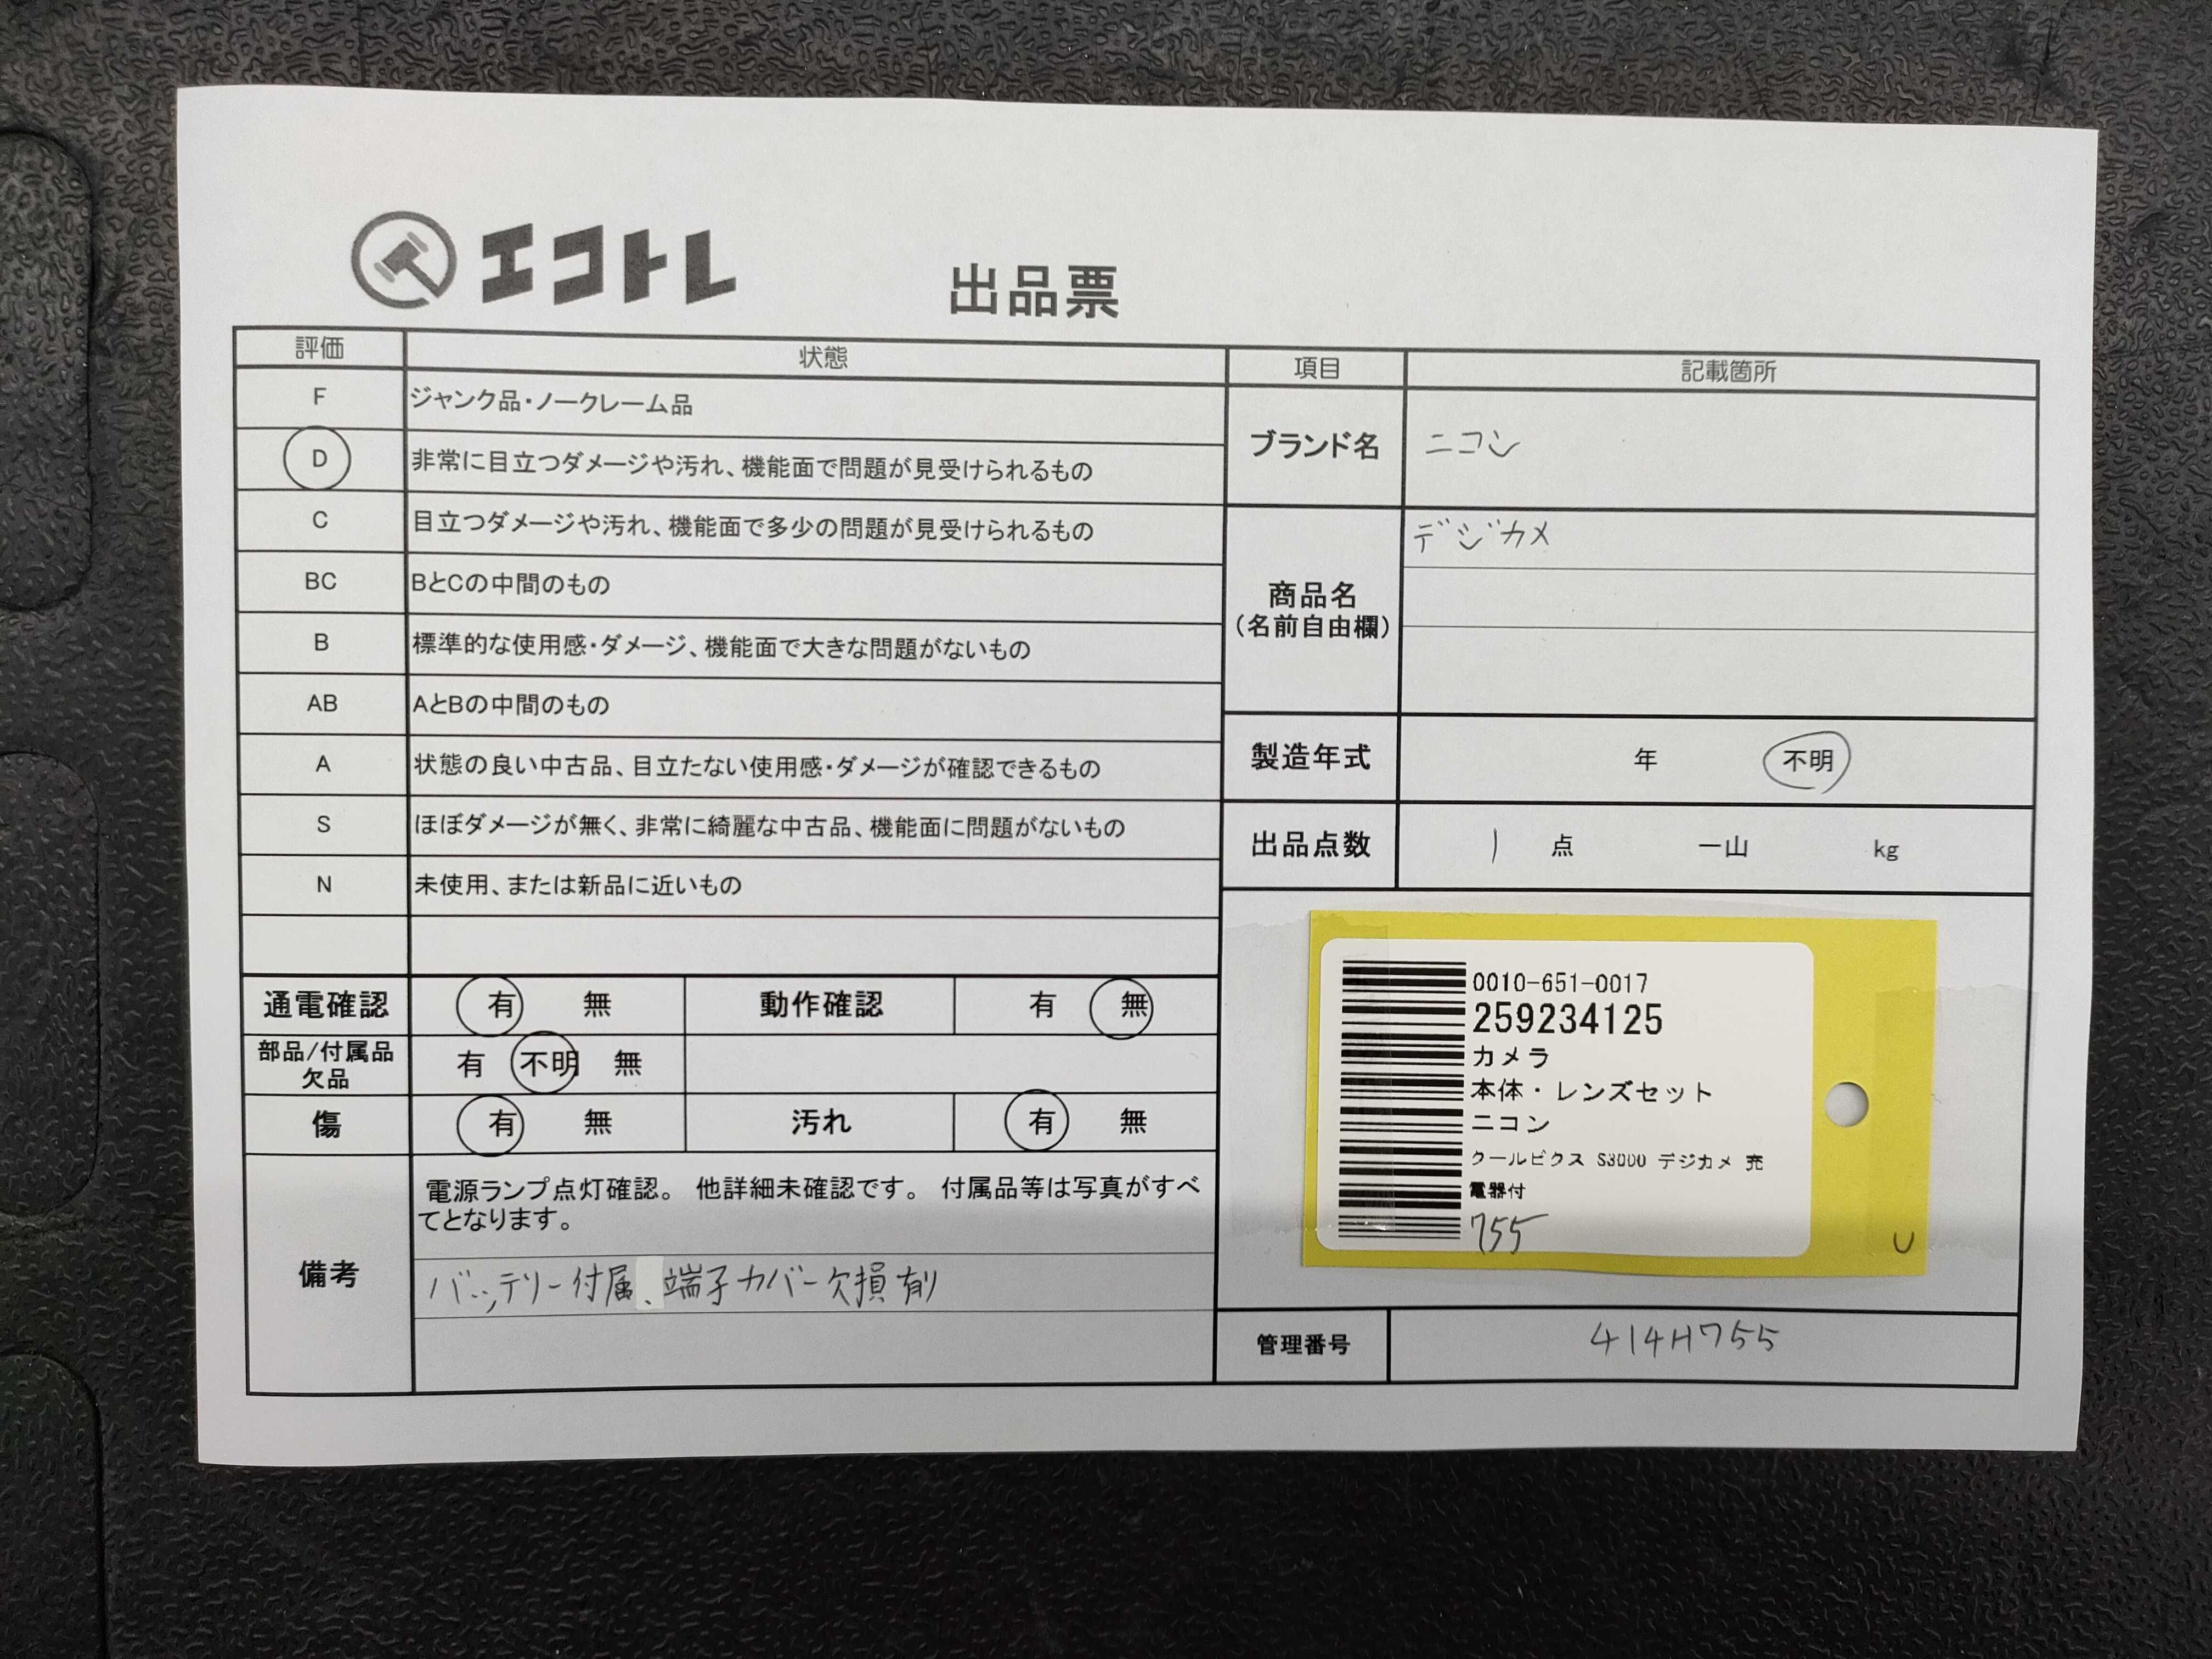 エコトレ
出品票
評価 状態
F ジャンク品・ノークレーム品
D 非常に目立つダメージや汚れ、機能面で問題が見受けられるもの
C 目立つダメージや汚れ、機能面で多少の問題が見受けられるもの
BC BとCの中間のもの
B 標準的な使用感・ダメージ、機能面で大きな問題がないもの
AB AとBの中間のもの
A 状態の良い中古品、目立たない使用感・ダメージが確認できるもの
S ほぼダメージが無く、非常に綺麗な中古品、機能面に問題がないもの
N 未使用、または新品に近いもの
通電確認 有 無 動作確認 有 無
部品/付属品
欠品
有 不明 無
傷 有 無 汚れ 有 無
備考
電源ランプ点灯確認。 他詳細未確認です。 付属品等は写真がすべ
てとなります。
バッテリー付属、端子カバー欠損有り
項目 記載箇所
ブランド名 ニコン
商品名
(名前自由欄)
デジカメ
製造年式 年 不明
出品点数 1 点 一山 kg
0010-651-0017
259234125
カメラ
本体・レンズセット
ニコン
クールピクス S3000 デジカメ 充
電器付
755
U
管理番号 414H755